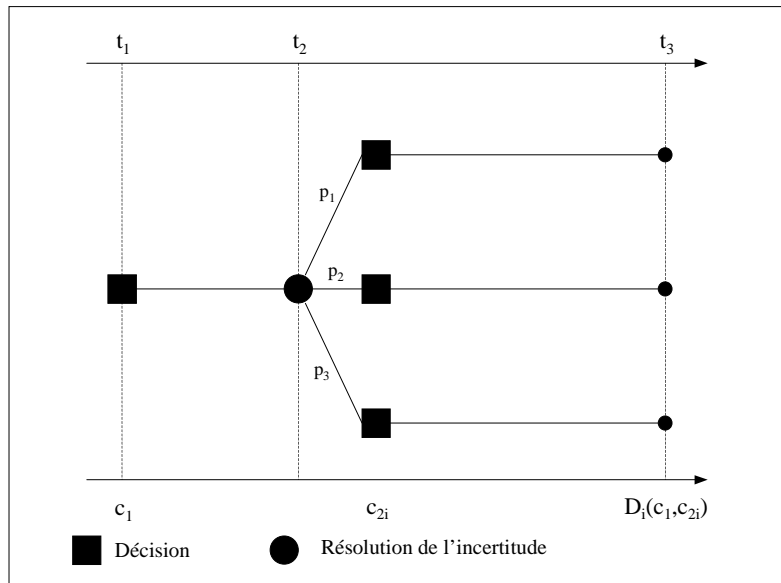 t1 t2 t3
p1
p2
p3
c1 c2i Di(c1,c2i)
Décision Résolution de l'incertitude